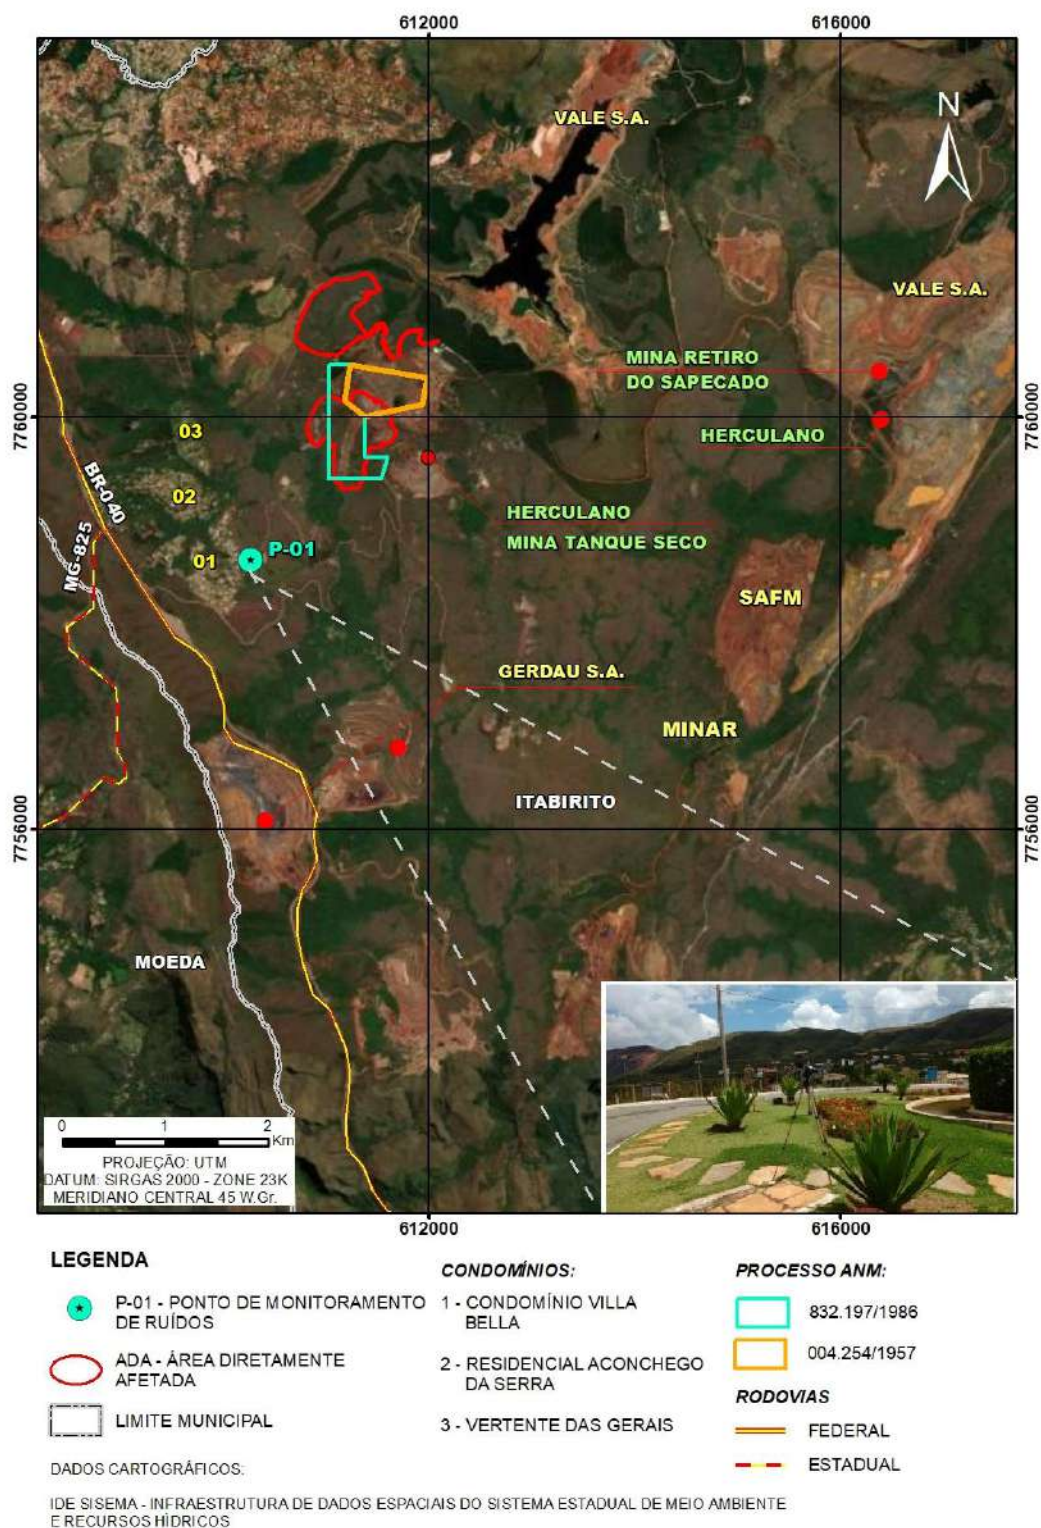 612000
616000
N
VALE S.A.
VALE S.A.
MINA RETIRO
DO SAPECADO
7760000
7760000
03
HERCULANO
BR-040
02
HERCULANO
MINA TANQUE SECO
MG-825
01
P-01
SAFM
GERDAU S.A.
MINAR
ITABIRITO
7756000
7756000
MOEDA
0 1 2
Km
PROJEÇÃO: UTM
DATUM: SIRGAS 2000 - ZONE 23K
MERIDIANO CENTRAL 45 W.Gr.
612000
616000
LEGENDA
P-01 - PONTO DE MONITORAMENTO
DE RUÍDOS
ADA - ÁREA DIRETAMENTE
AFETADA
LIMITE MUNICIPAL
CONDOMÍNIOS:
1 - CONDOMÍNIO VILLA
BELLA
2 - RESIDENCIAL ACONCHEGO
DA SERRA
3 - VERTENTE DAS GERAIS
PROCESSO ANM:
832.197/1986
004.254/1957
RODOVIAS
FEDERAL
ESTADUAL
DADOS CARTOGRÁFICOS:
IDE SISEMA - INFRAESTRUTURA DE DADOS ESPACIAIS DO SISTEMA ESTADUAL DE MEIO AMBIENTE
E RECURSOS HÍDRICOS